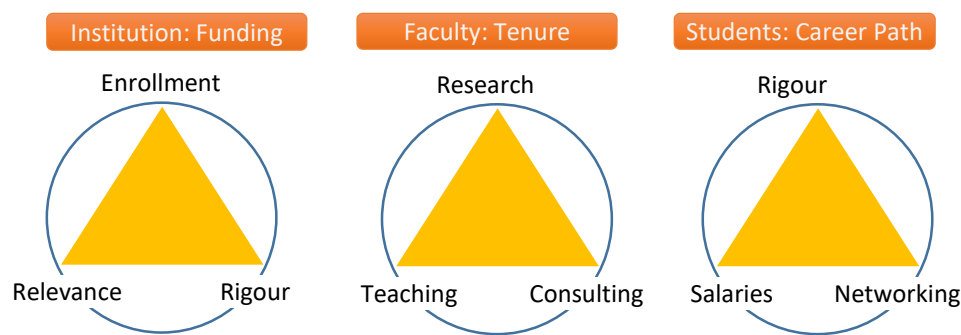 Institution: Funding
Faculty: Tenure
Students: Career Path
Enrollment
Research
Rigour
Relevance
Rigour
Teaching
Consulting
Salaries
Networking